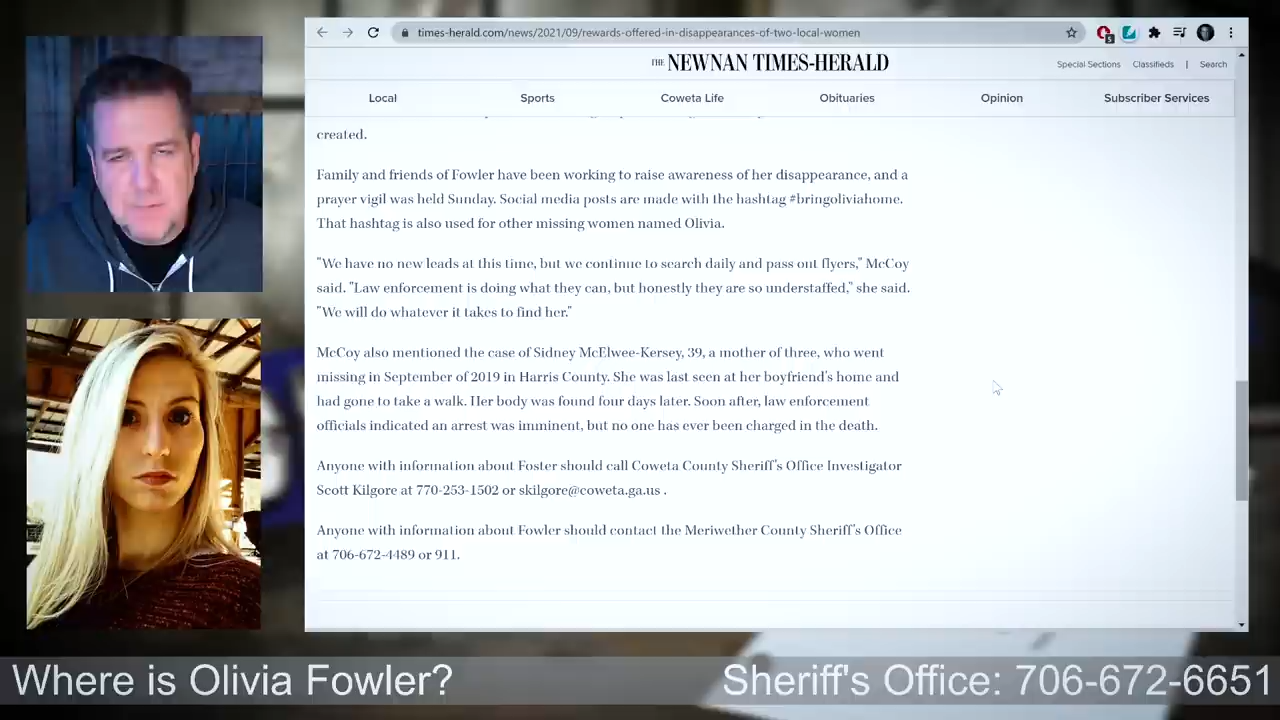 times-herald.com/news/2021/09/rewards-offered-in-disappearances-of-two-local-women
5
THE NEWNAN TIMES-HERALD
Special Sections Classifieds | Search
Local Sports Coweta Life Obituaries Opinion Subscriber Services
created.
Family and friends of Fowler have been working to raise awareness of her disappearance, and a
prayer vigil was held Sunday. Social media posts are made with the hashtag #bringoliviahome.
That hashtag is also used for other missing women named Olivia.
"We have no new leads at this time, but we continue to search daily and pass out flyers," McCoy
said. "Law enforcement is doing what they can, but honestly they are so understaffed," she said.
"We will do whatever it takes to find her."
McCoy also mentioned the case of Sidney McElwee-Kersey, 39, a mother of three, who went
missing in September of 2019 in Harris County. She was last seen at her boyfriend's home and
had gone to take a walk. Her body was found four days later. Soon after, law enforcement
officials indicated an arrest was imminent, but no one has ever been charged in the death.
Anyone with information about Foster should call Coweta County Sheriff's Office Investigator
Scott Kilgore at 770-253-1502 or skilgore@coweta.ga.us .
Anyone with information about Fowler should contact the Meriwether County Sheriff's Office
at 706-672-4489 or 911.
Where is Olivia Fowler? Sheriff's Office: 706-672-6651